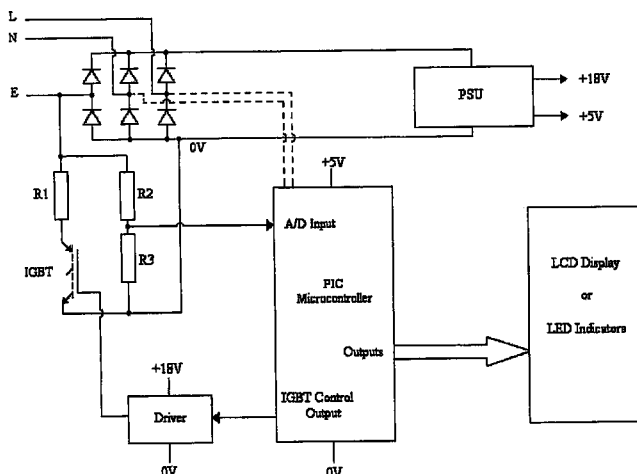 L
N
E
PSU
+18V
+5V
0V
+5V
R1
R2
A/D Input
R3
IGBT
PIC
Microcontroller
LCD Display
or
LED Indicators
Outputs
+18V
IGBT Control
Output
Driver
0V
0V